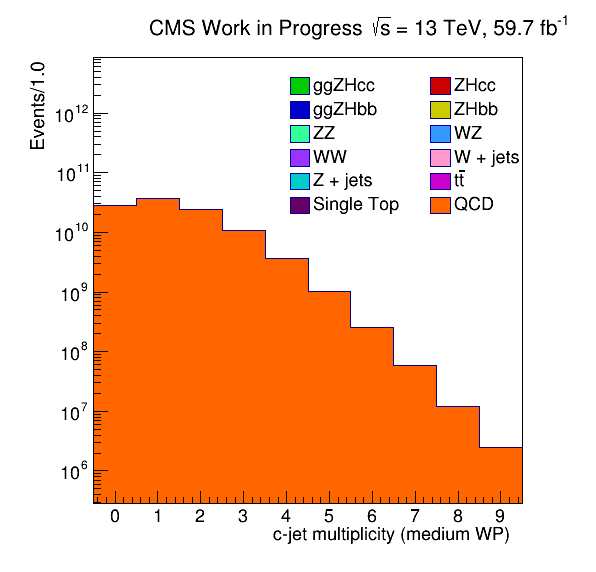 CMS Work in Progress √s = 13 TeV, 59.7 fb⁻¹
Events/1.0
ggZHcc ZHcc
ggZHbb ZHbb
ZZ WZ
WW W + jets
Z + jets tt̄
Single Top QCD
10¹²
10¹¹
10¹⁰
10⁹
10⁸
10⁷
10⁶
0 1 2 3 4 5 6 7 8 9
c-jet multiplicity (medium WP)